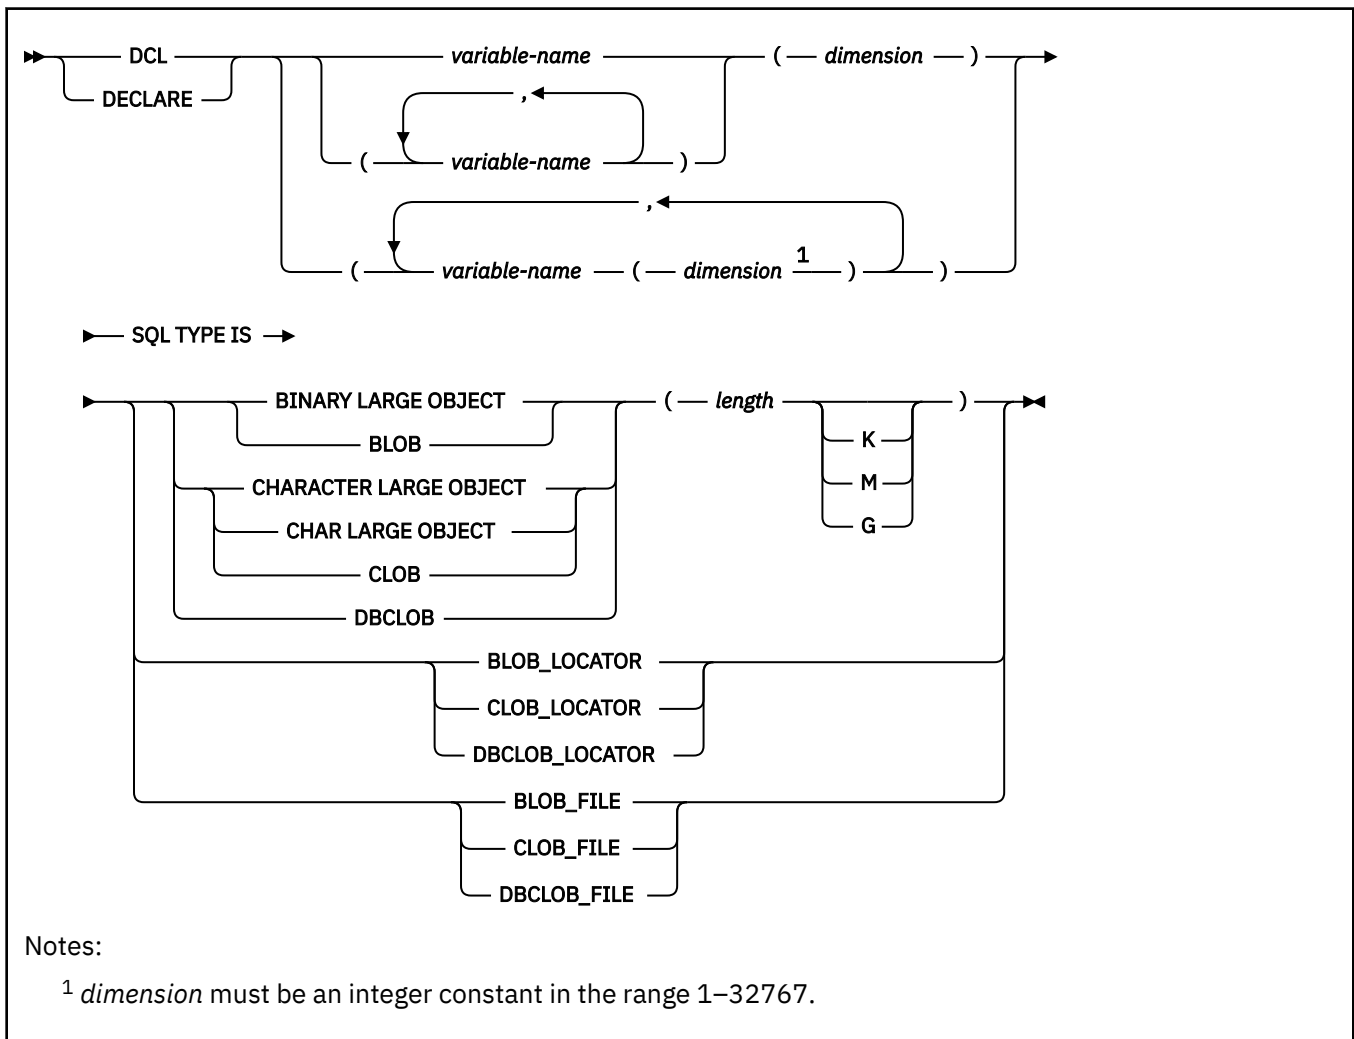 DCL variable-name ( dimension )
DECLARE
,
( variable-name )
,
( variable-name ( dimension 1 ) )
SQL TYPE IS
BINARY LARGE OBJECT ( length )
BLOB K
M
CHARACTER LARGE OBJECT
CHAR LARGE OBJECT G
CLOB
DBCLOB
BLOB_LOCATOR
CLOB_LOCATOR
DBCLOB_LOCATOR
BLOB_FILE
CLOB_FILE
DBCLOB_FILE
Notes:
1 dimension must be an integer constant in the range 1–32767.